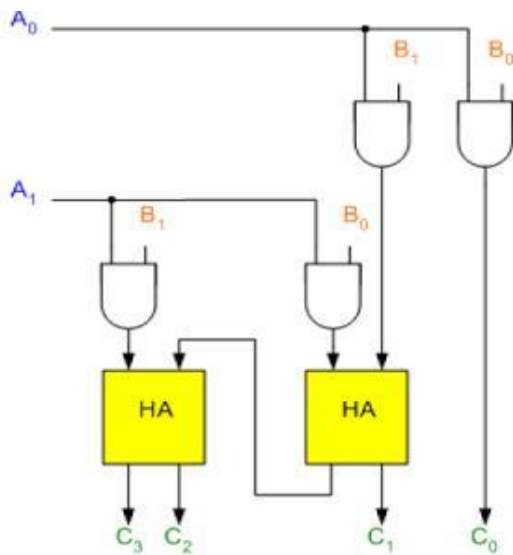 A₀
B₁ B₀
A₁
B₁ B₀
HA HA
C₃ C₂ C₁ C₀